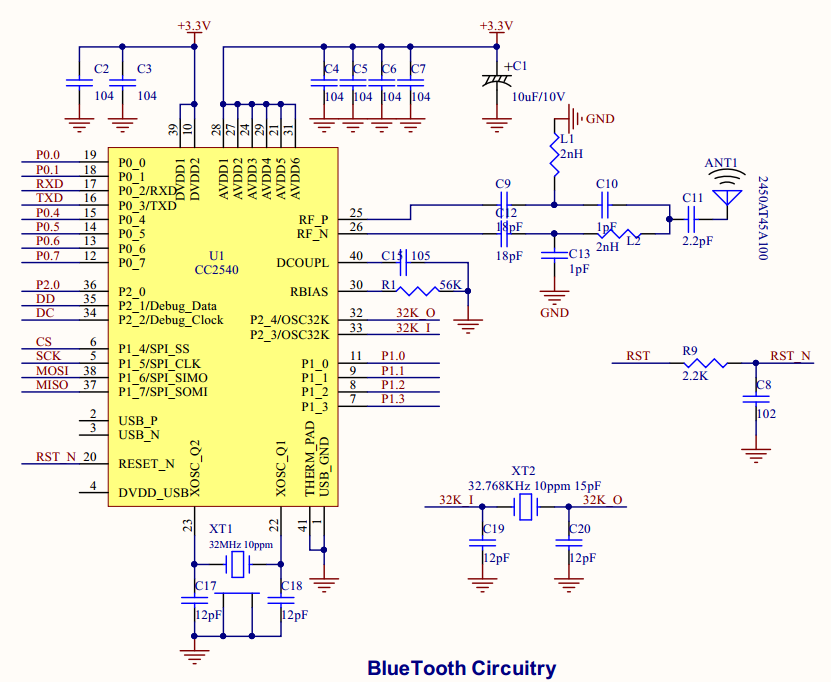 +3.3V
+3.3V
C2
C3
104
104
C4
C5
C6
C7
104
104
104
104
+C1
10uF/10V
39
10
28
27
24
29
21
31
DVDD1
DVDD2
AVDD1
AVDD2
AVDD3
AVDD4
AVDD5
AVDD6
GND
L1
2nH
P0.0 19 P0_0
P0.1 18 P0_1
RXD 17 P0_2/RXD
TXD 16 P0_3/TXD
P0.4 15 P0_4
P0.5 14 P0_5
P0.6 13 P0_6
P0.7 12 P0_7
P2.0 36 P2_0
DD 35 P2_1/Debug_Data
DC 34 P2_2/Debug_Clock
CS 6 P1_4/SPI_SS
SCK 5 P1_5/SPI_CLK
MOSI 38 P1_6/SPI_SIMO
MISO 37 P1_7/SPI_SOMI
2 USB_P
3 USB_N
RST_N 20 RESET_N
4 DVDD_USB
U1
CC2540
RF_P 25
RF_N 26
DCOUPL 40
RBIAS 30
P2_4/OSC32K 32 32K_O
P2_3/OSC32K 33 32K_I
P1_0 11 P1.0
P1_1 9 P1.1
P1_2 8 P1.2
P1_3 7 P1.3
XOSC_Q2
XOSC_Q1
THERM_PAD
USB_GND
23
22
41
1
C9
C12
18pF
18pF
C10
1pF
2nH L2
C13
1pF
GND
C11
2.2pF
ANT1
2450AT45A100
C15 105
R1 56K
RST R9 RST_N
2.2K
C8
102
XT2
32.768KHz 10ppm 15pF
32K_I
32K_O
C19
C20
12pF
12pF
XT1
32MHz 10ppm
C17
C18
12pF
12pF
BlueTooth Circuitry